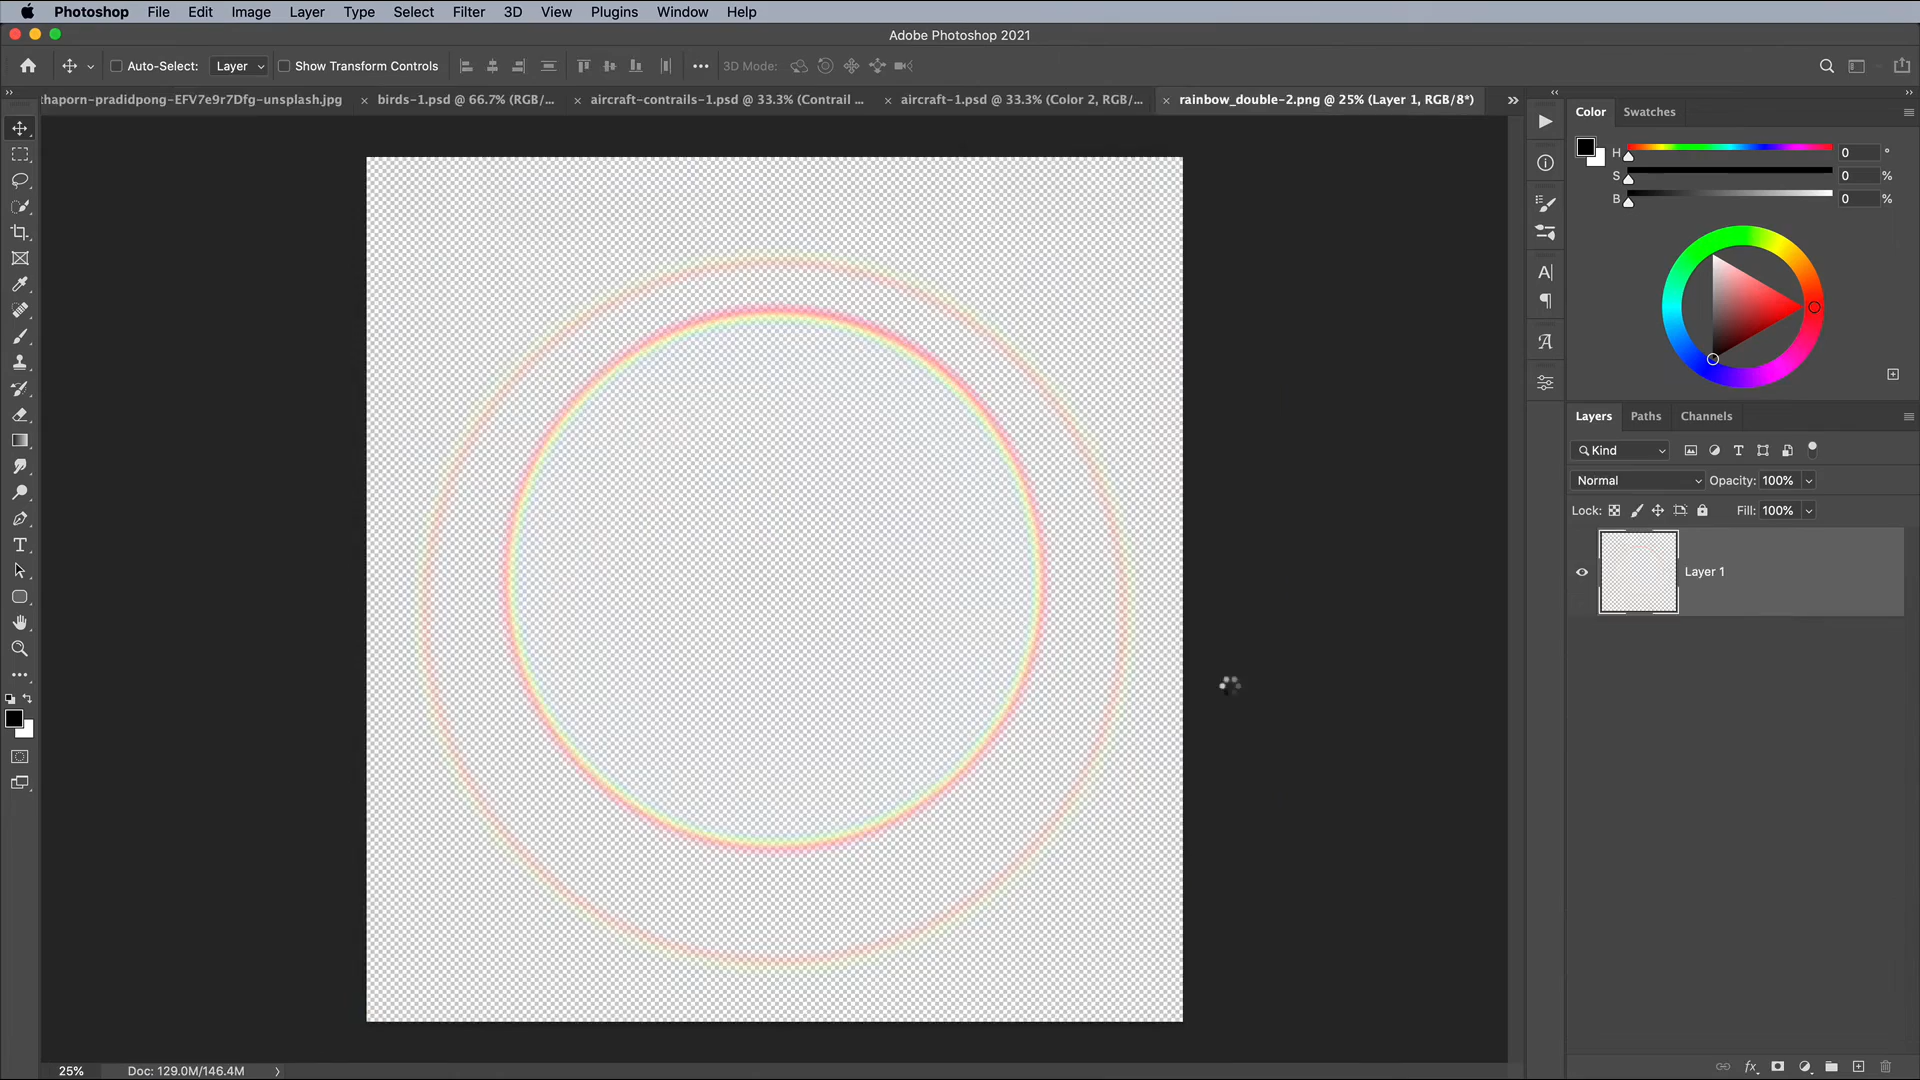 Photoshop File Edit Image Layer Type Select Filter 3D View Plugins Window Help
Adobe Photoshop 2021
Auto-Select: Layer Show Transform Controls 3D Mode:
thaporn-pradidpong-EFV7e9r7Dfg-unsplash.jpg birds-1.psd @ 66.7% (RGB/... aircraft-contrails-1.psd @ 33.3% (Contrail ... aircraft-1.psd @ 33.3% (Color 2, RGB/... rainbow_double-2.png @ 25% (Layer 1, RGB/8*)
Color Swatches
H 0 °
S 0 %
B 0 %
Layers Paths Channels
Kind
Normal Opacity: 100%
Lock: Fill: 100%
Layer 1
25% Doc: 129.0M/146.4M